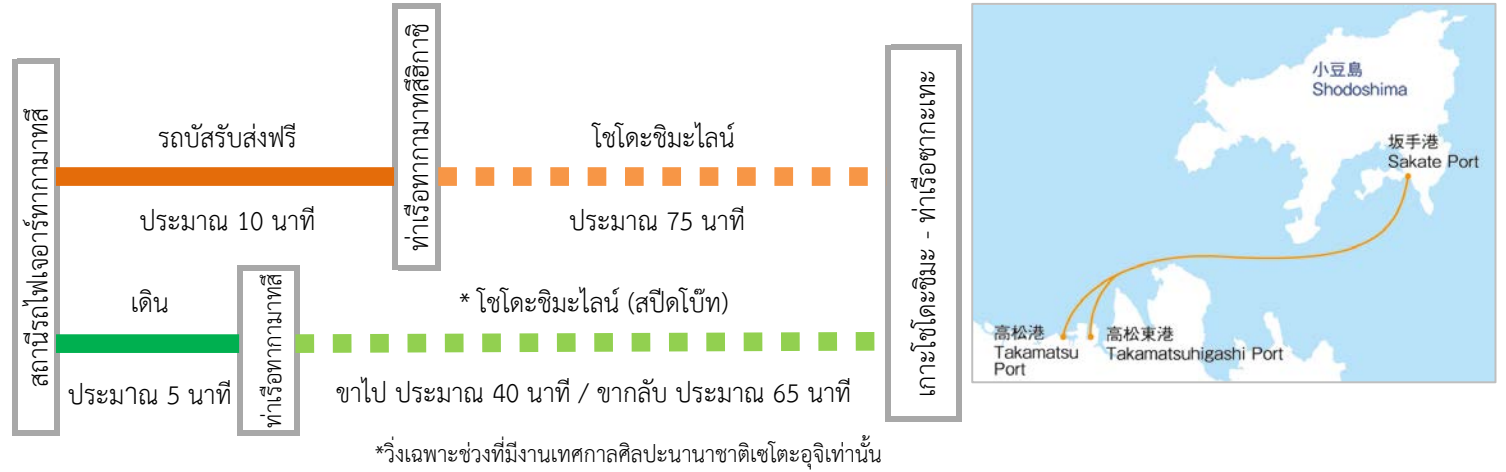 สถานีรถไฟเจอาร์ทากามาทสึ
รถบัสรับส่งฟรี
ประมาณ 10 นาที
ท่าเรือทากามาทสึฮิกาชิ
โชโดะชิมะไลน์
ประมาณ 75 นาที
เดิน
ประมาณ 5 นาที
ท่าเรือทากามาทสึ
* โชโดะชิมะไลน์ (สปีดโบ๊ท)
ขาไป ประมาณ 40 นาที / ขากลับ ประมาณ 65 นาที
*วิ่งเฉพาะช่วงที่มีงานเทศกาลศิลปะนานาชาติเซโตะอุจิเท่านั้น
เกาะโชโดะชิมะ - ท่าเรือซากะเทะ
小豆島
Shodoshima
坂手港
Sakate Port
高松港
Takamatsu
Port
高松東港
Takamatsuhigashi Port